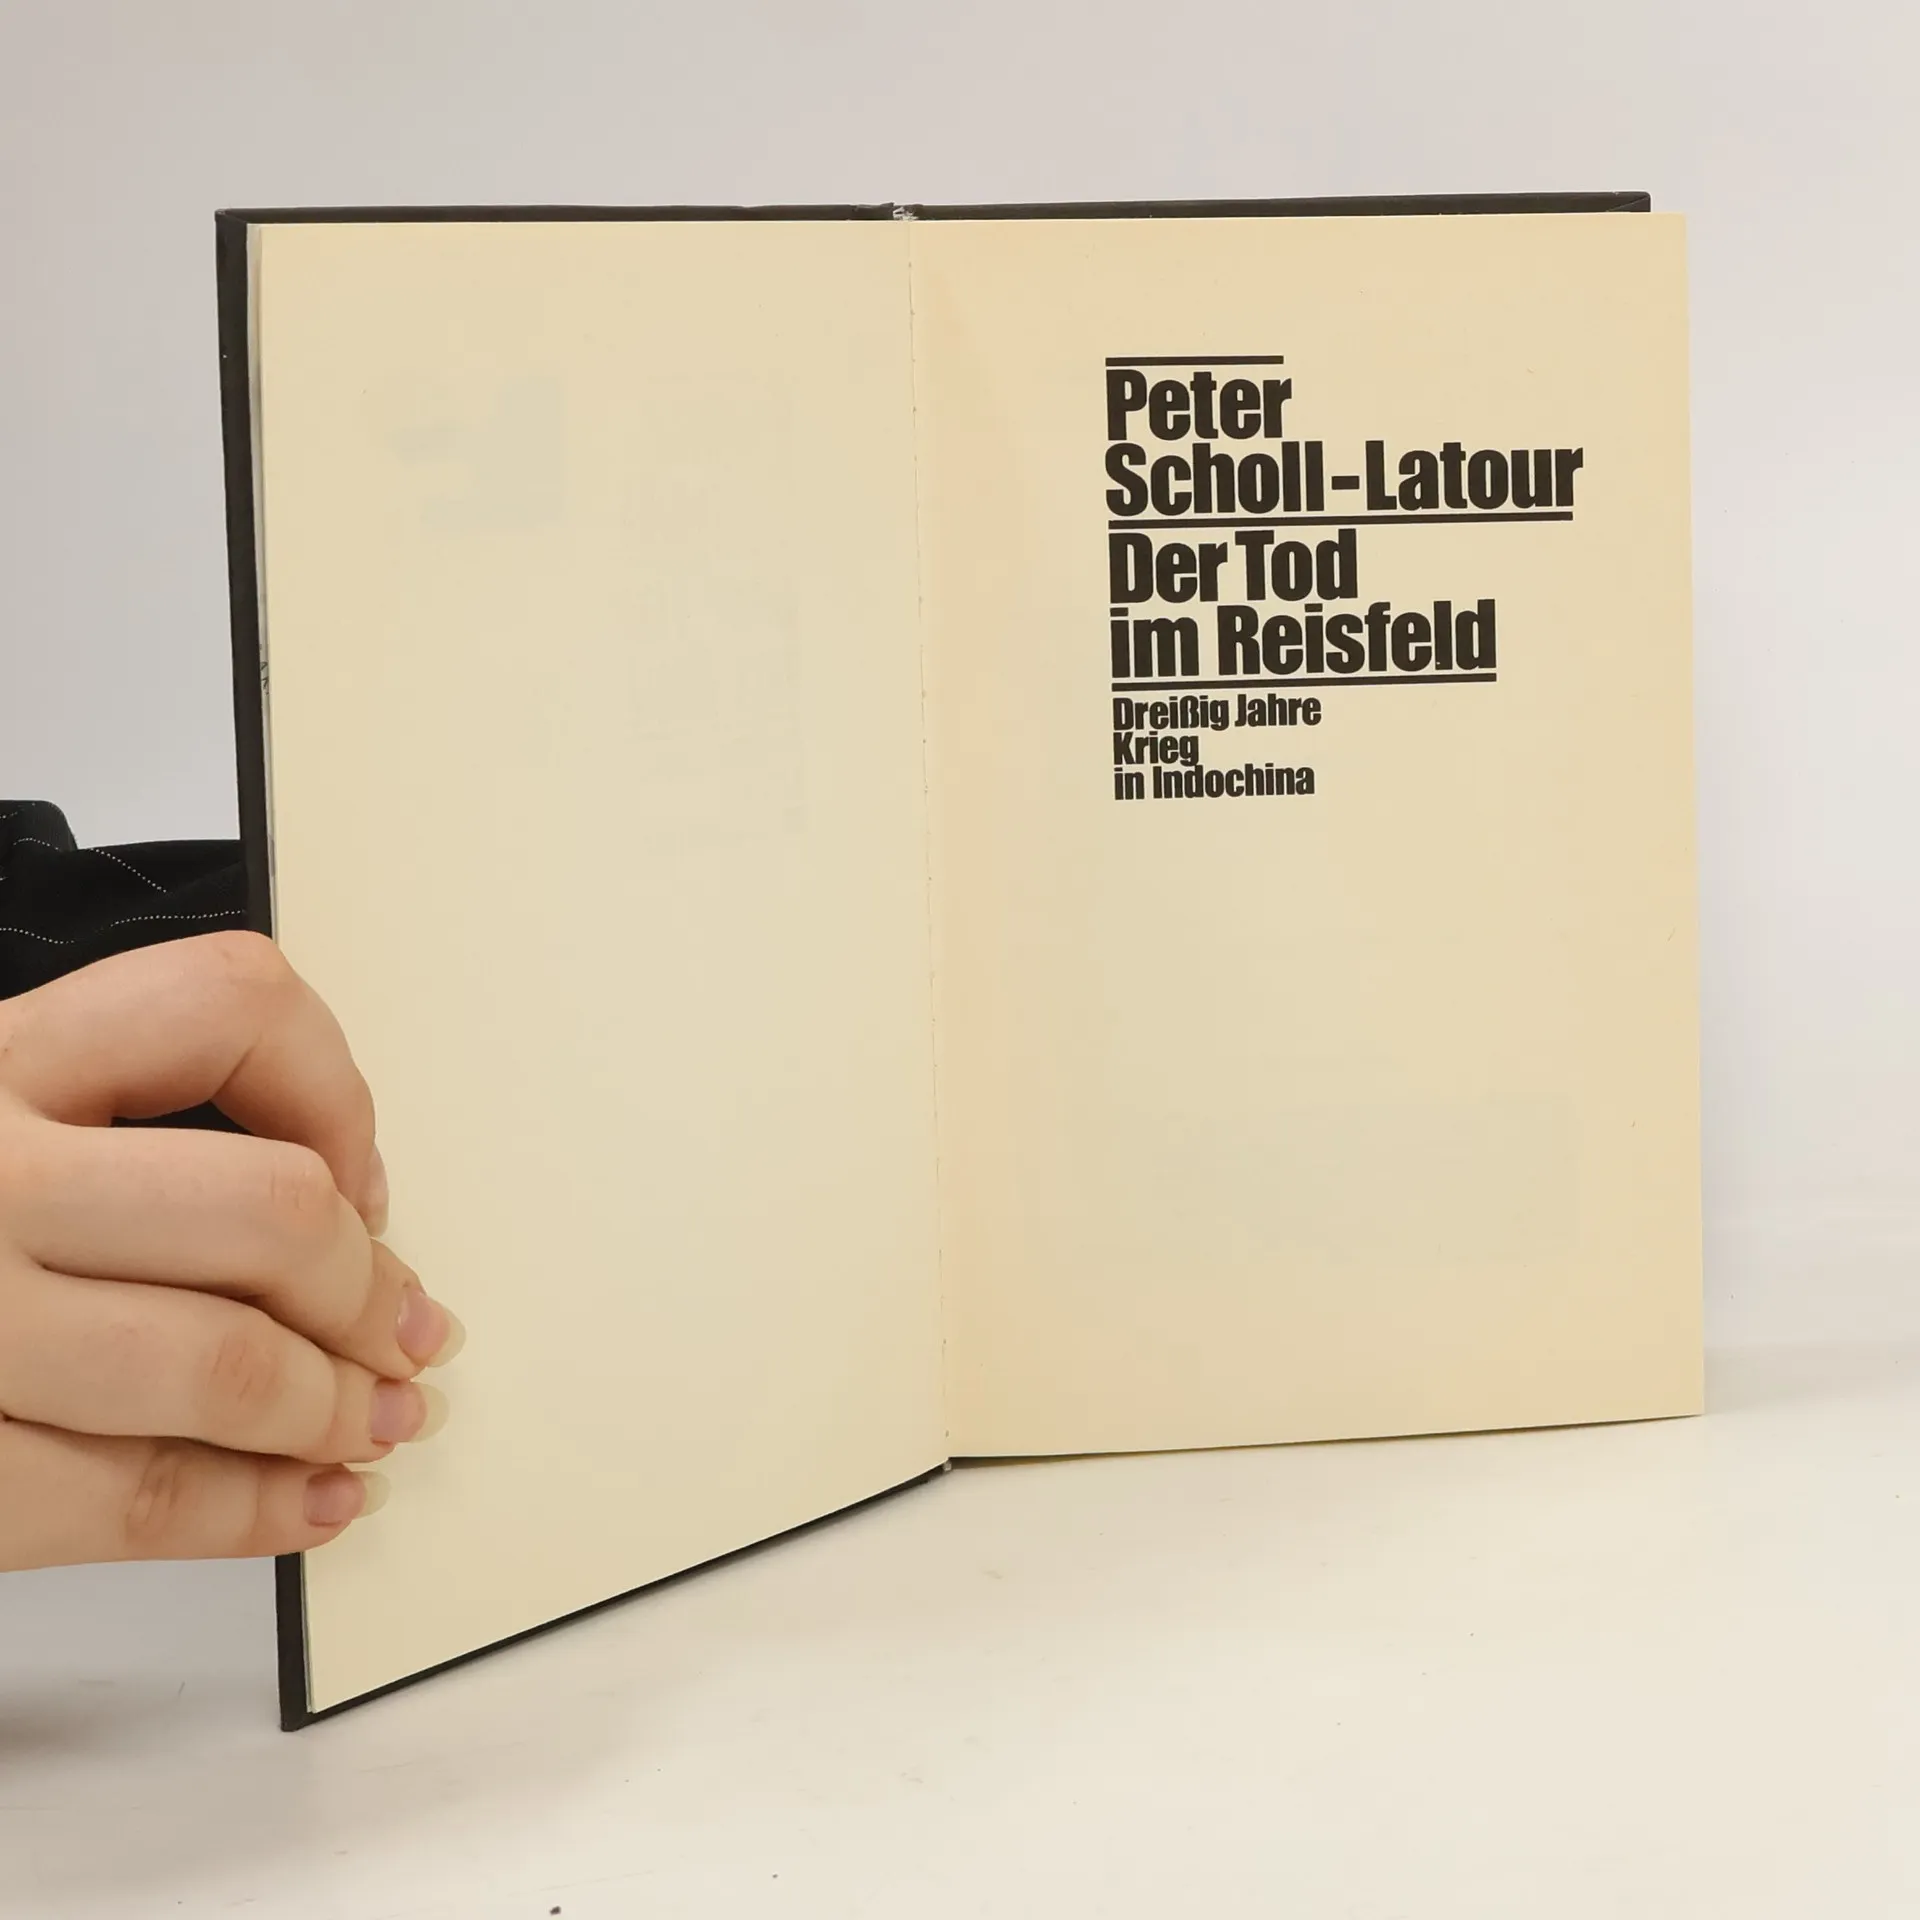 Peter
Scholl-Latour
Der Tod
im Reisfeld
Dreißig Jahre
Krieg
in Indochina